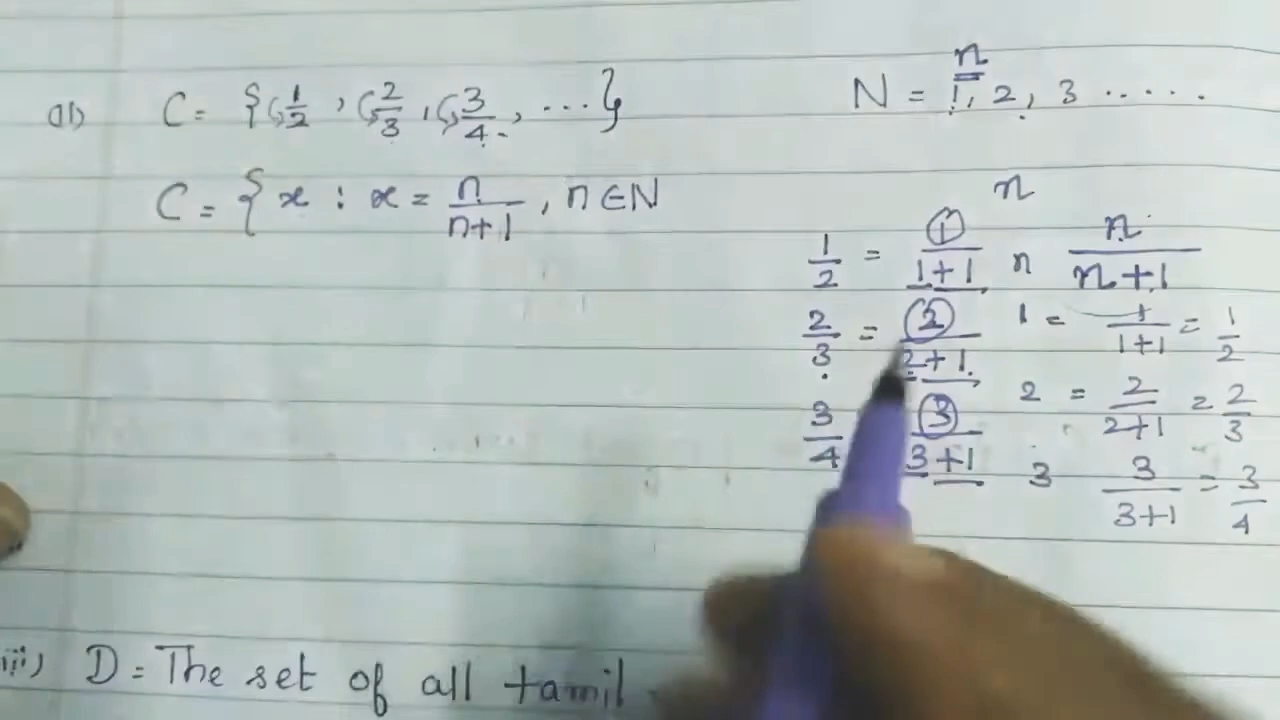 C = { 1/2 , 2/3 , 3/4 , ... }
N = 1, 2, 3 .....
n
C = { x : x = n/(n+1) , n ∈ N
n
1/2 = 1/(1+1)
n n/(n+1)
2/3 = 2/(2+1)
1 = 1/(1+1) = 1/2
3/4 3/(3+1)
2 = 2/(2+1) = 2/3
3 3/(3+1) = 3/4
iii) D = The set of all tamil